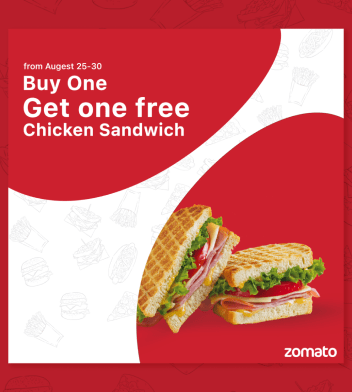 from Augest 25-30
Buy One
Get one free
Chicken Sandwich
zomato